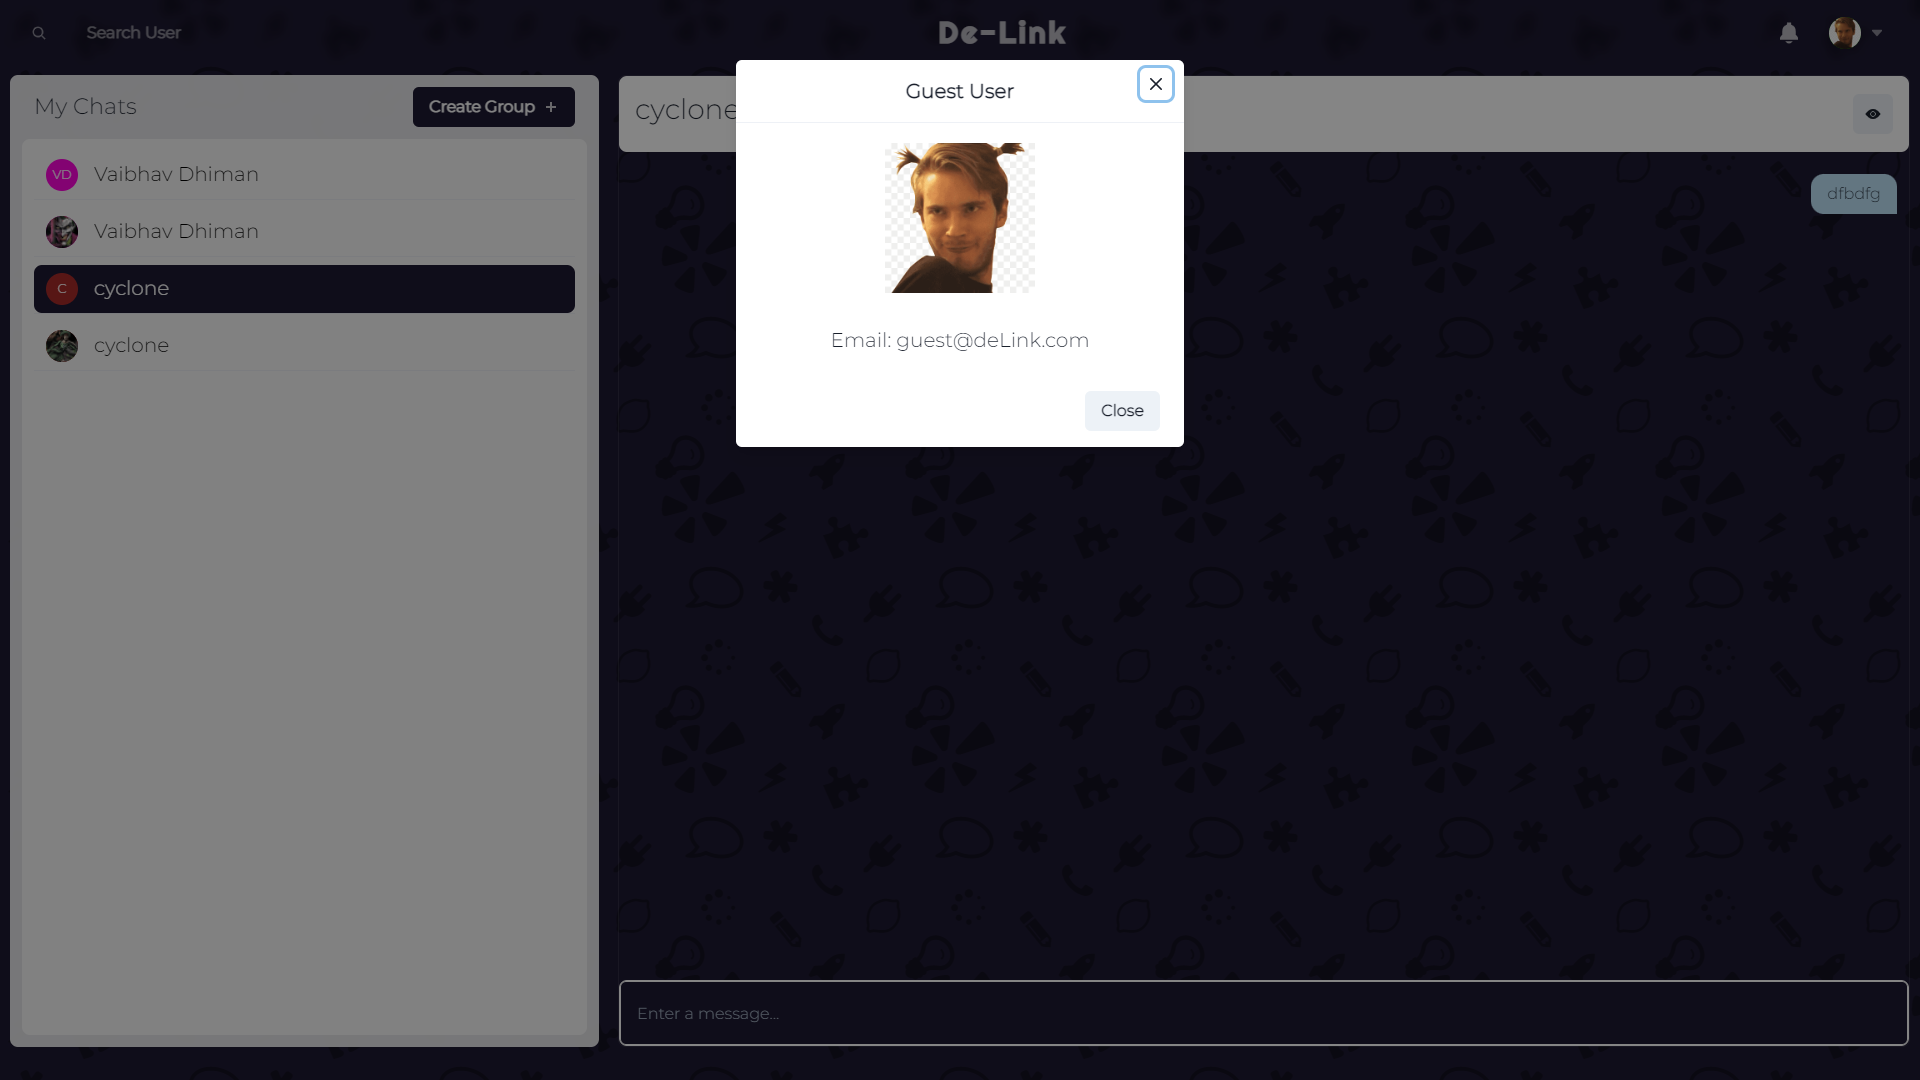 Search User
De-Link
My Chats
Create Group +
VD Vaibhav Dhiman
Vaibhav Dhiman
C cyclone
cyclone
cyclone
dfbdfg
Guest User
Email: guest@deLink.com
Close
Enter a message...